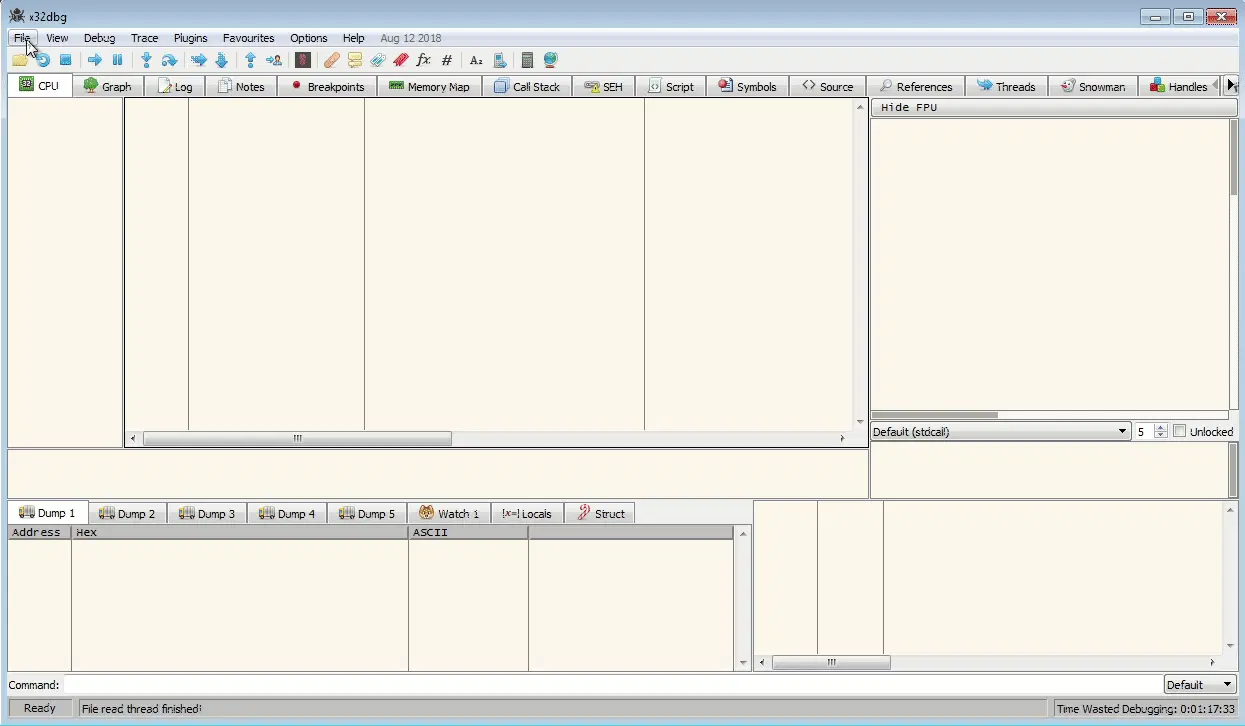 x32dbg
File View Debug Trace Plugins Favourites Options Help Aug 12 2018
CPU Graph Log Notes Breakpoints Memory Map Call Stack SEH Script Symbols Source References Threads Snowman Handles
Hide FPU
Default (stdcall) 5 Unlocked
Dump 1 Dump 2 Dump 3 Dump 4 Dump 5 Watch 1 [x=] Locals Struct
Address Hex ASCII
Command: Default
Ready File read thread finished! Time Wasted Debugging: 0:01:17:33